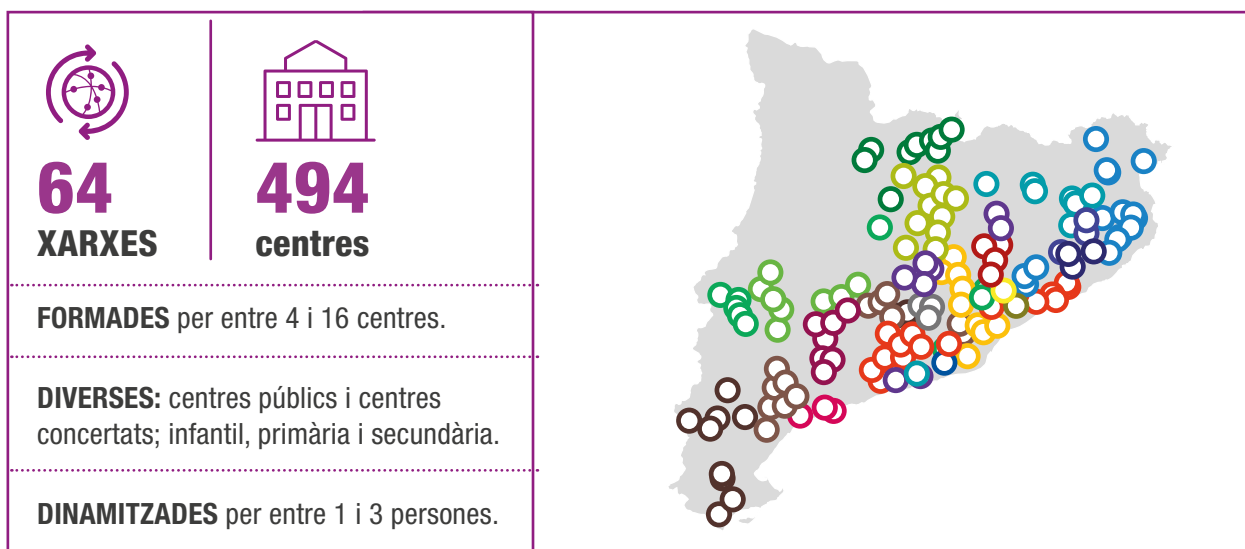 64
XARXES
494
centres
FORMADES per entre 4 i 16 centres.
DIVERSES: centres públics i centres
concertats; infantil, primària i secundària.
DINAMITZADES per entre 1 i 3 persones.